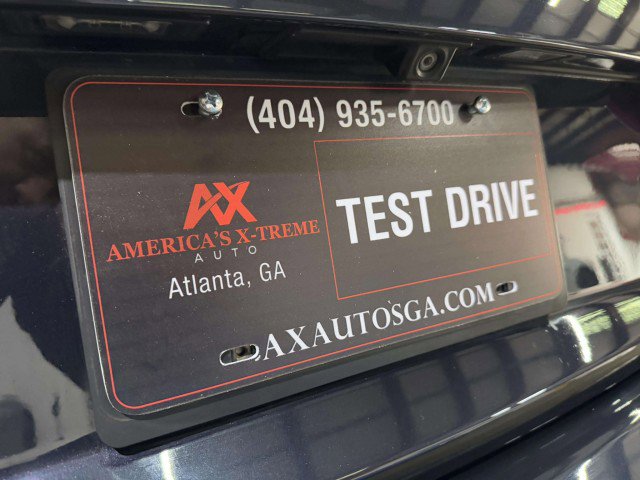 (404) 935-6700
AX
AMERICA'S X-TREME
AUTO
Atlanta, GA
TEST DRIVE
.AXAUTOSGA.COM